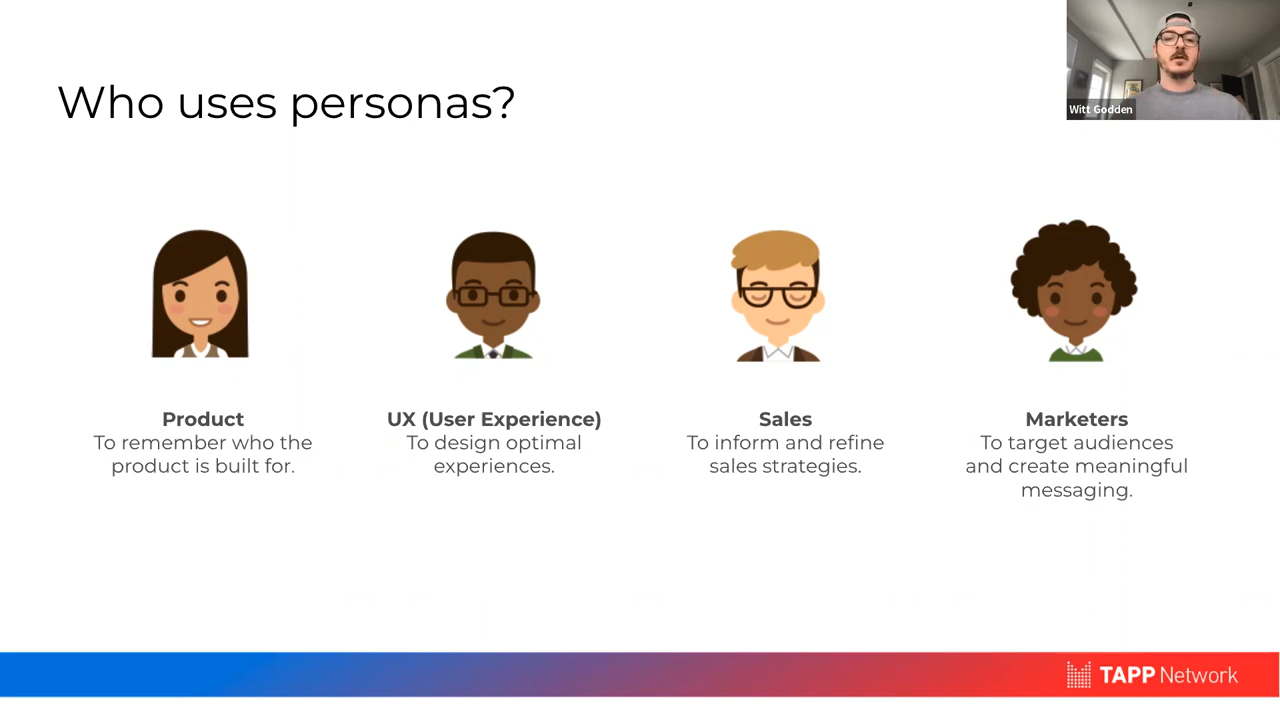 Who uses personas?
Witt Godden
Product
To remember who the
product is built for.
UX (User Experience)
To design optimal
experiences.
Sales
To inform and refine
sales strategies.
Marketers
To target audiences
and create meaningful
messaging.
TAPP Network